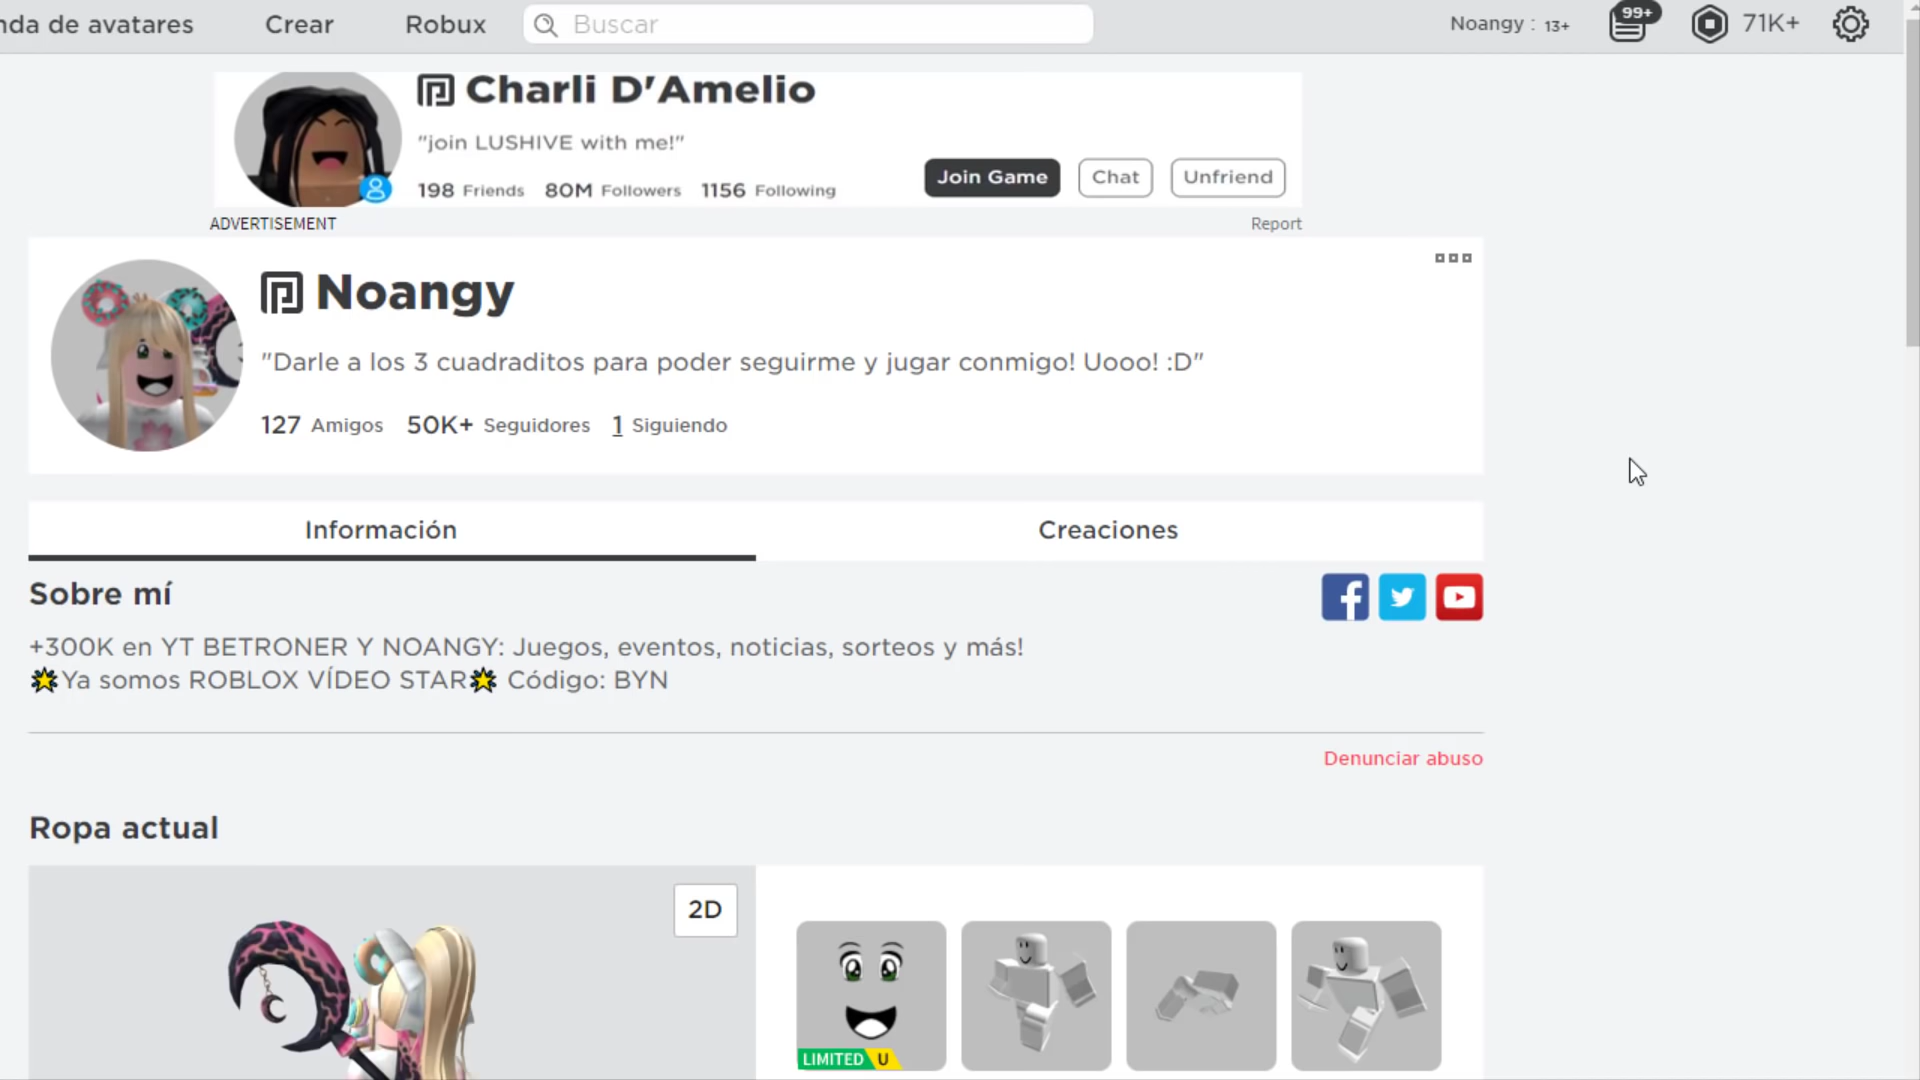 nda de avatares Crear Robux Buscar Noangy : 13+ 99+ 71K+
Charli D'Amelio
"join LUSHIVE with me!"
198 Friends 80M Followers 1156 Following
Join Game Chat Unfriend
ADVERTISEMENT Report
Noangy
"Darle a los 3 cuadraditos para poder seguirme y jugar conmigo! Uooo! :D"
127 Amigos 50K+ Seguidores 1 Siguiendo
Información Creaciones
Sobre mí
+300K en YT BETRONER Y NOANGY: Juegos, eventos, noticias, sorteos y más!
🌟Ya somos ROBLOX VÍDEO STAR🌟 Código: BYN
Denunciar abuso
Ropa actual
2D
LIMITED U